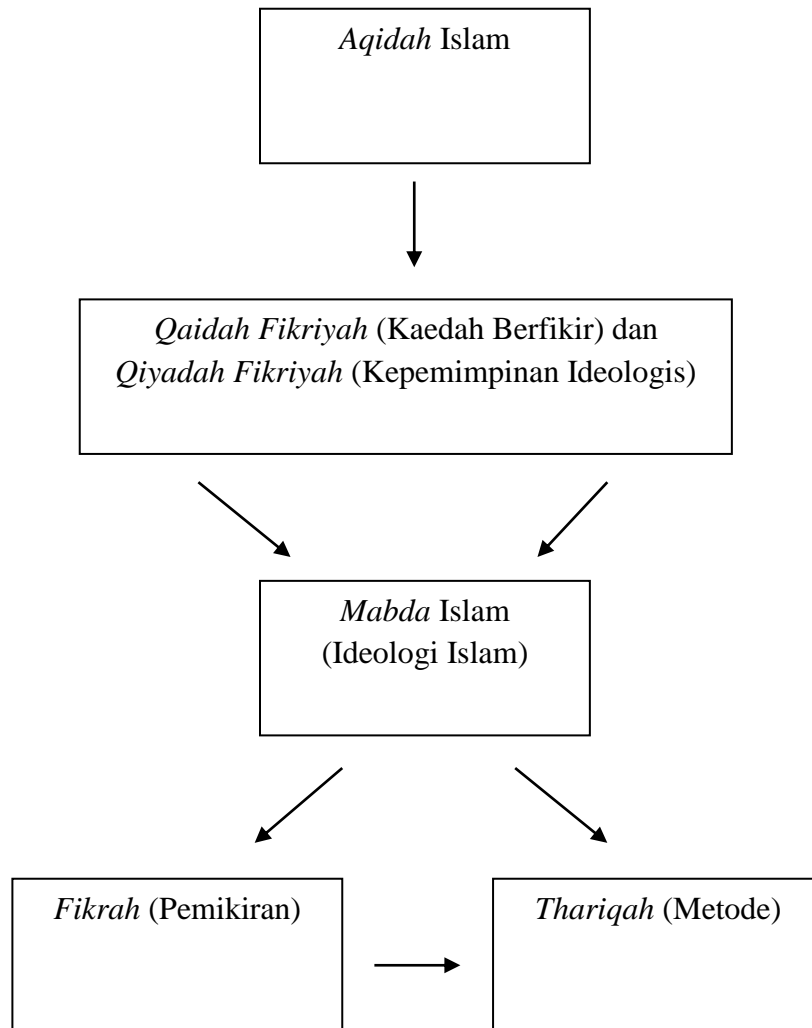 Aqidah Islam
Qaidah Fikriyah (Kaedah Berfikir) dan
Qiyadah Fikriyah (Kepemimpinan Ideologis)
Mabda Islam
(Ideologi Islam)
Fikrah (Pemikiran)
Thariqah (Metode)